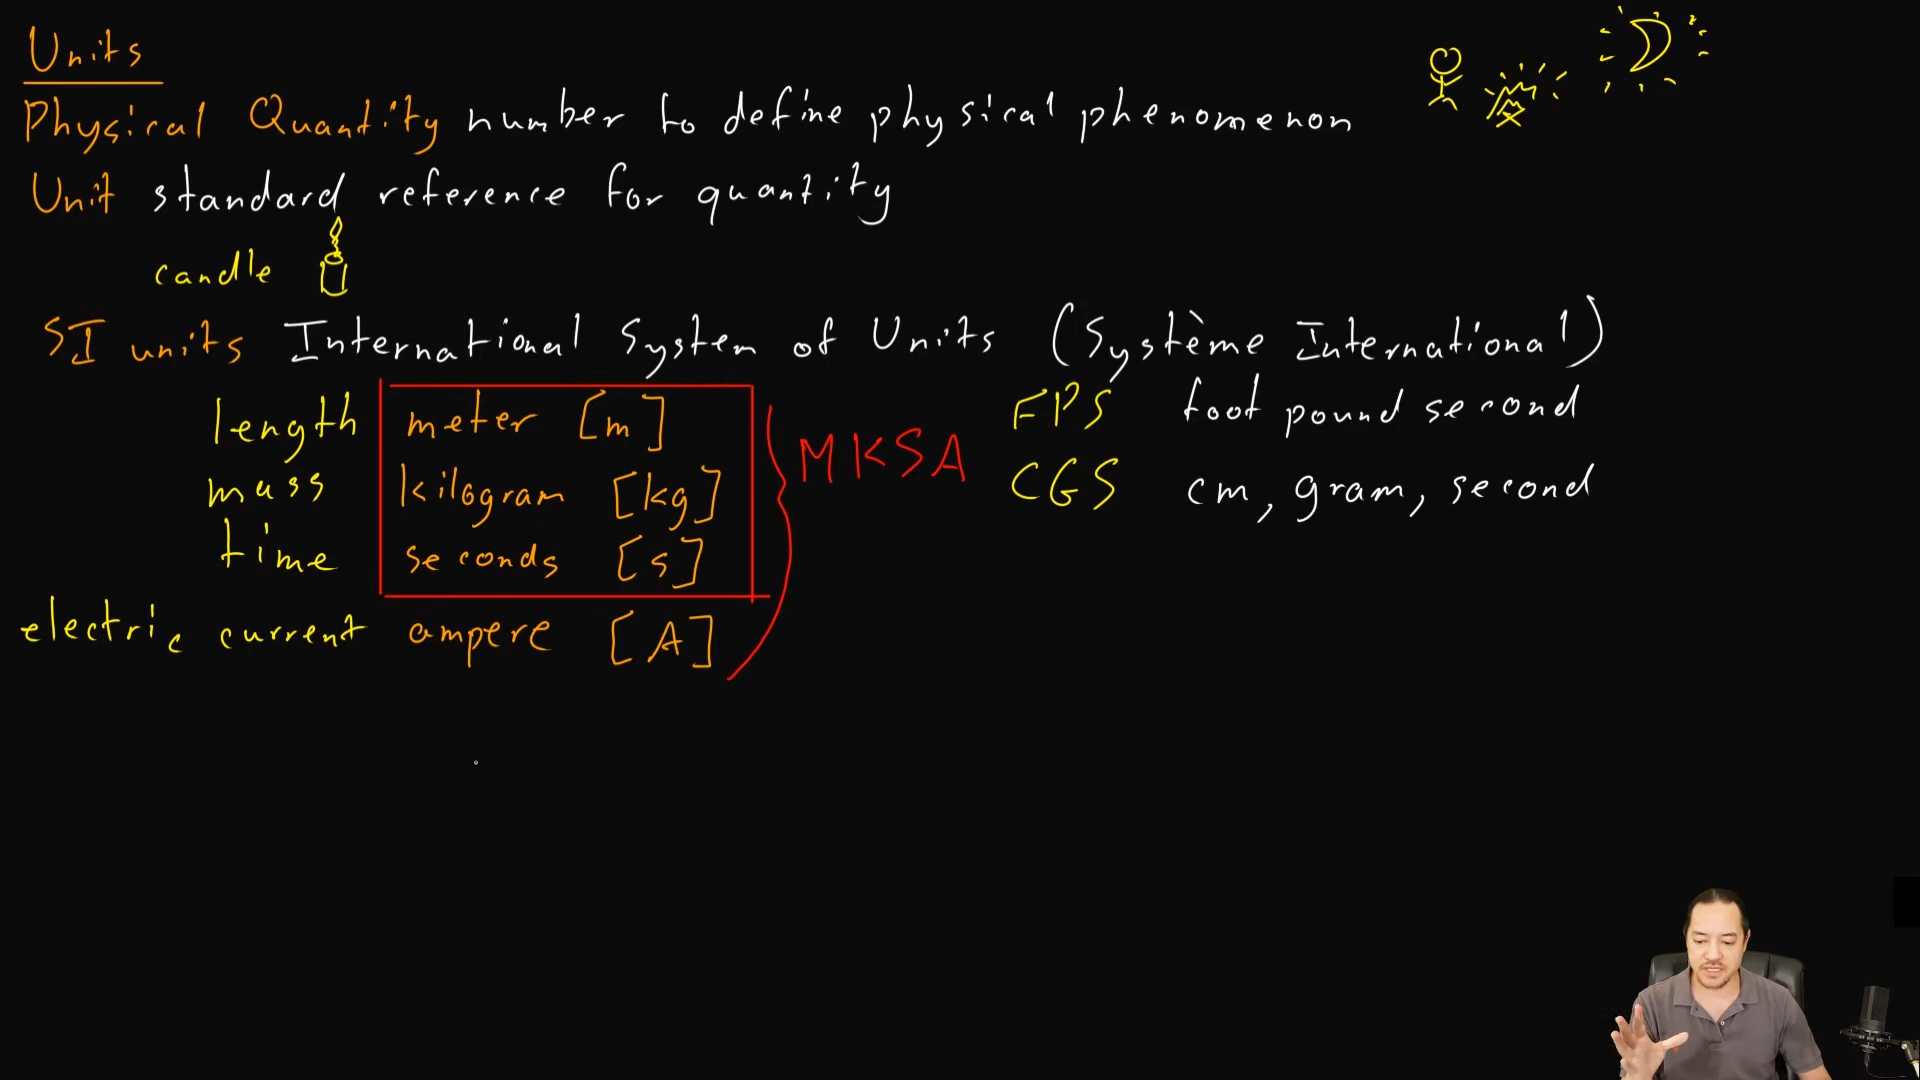 Units
Physical Quantity number to define physical phenomenon
Unit standard reference for quantity
candle
SI units International System of Units (Système International)
length meter [m]
mass kilogram [kg]
time seconds [s]
electric current ampere [A]
MKSA
FPS foot pound second
CGS cm, gram, second